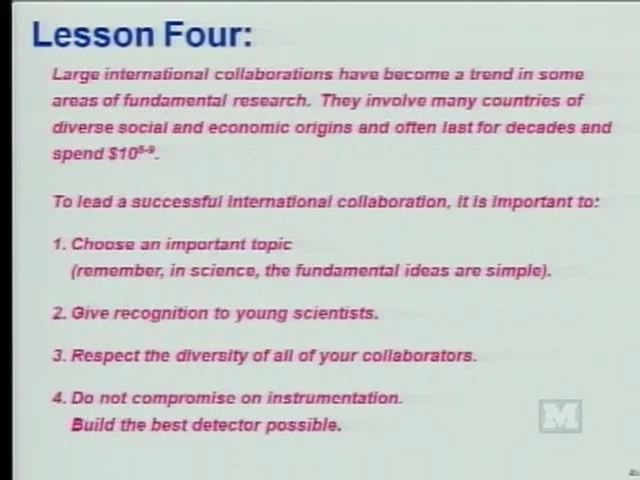 Lesson Four:
Large international collaborations have become a trend in some
areas of fundamental research. They involve many countries of
diverse social and economic origins and often last for decades and
spend $10⁸⁻⁹.
To lead a successful international collaboration, it is important to:
1. Choose an important topic
(remember, in science, the fundamental ideas are simple).
2. Give recognition to young scientists.
3. Respect the diversity of all of your collaborators.
4. Do not compromise on instrumentation.
Build the best detector possible.
M